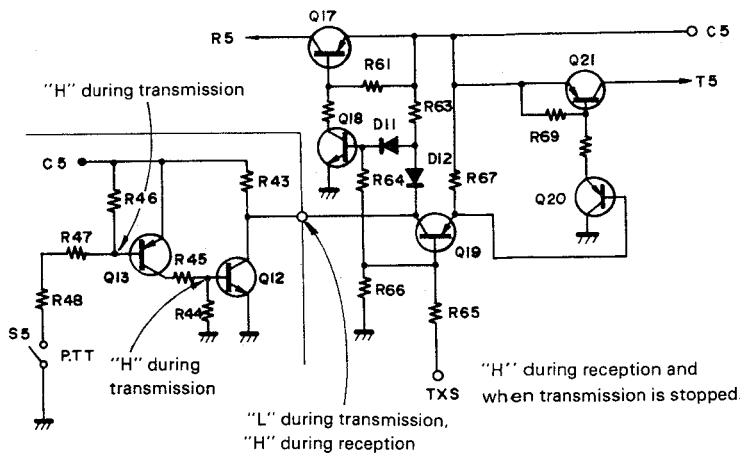 Q17
R5
C5
R61
Q21
T5
"H" during transmission
Q18
R63
D11
R69
C5
R43
R64
D12
R67
R46
Q20
R47
R45
Q19
Q13
Q12
R66
R48
R44
R65
S5
P.T T
"H" during
transmission
TXS
"H" during reception and
when transmission is stopped.
"L" during transmission,
"H" during reception